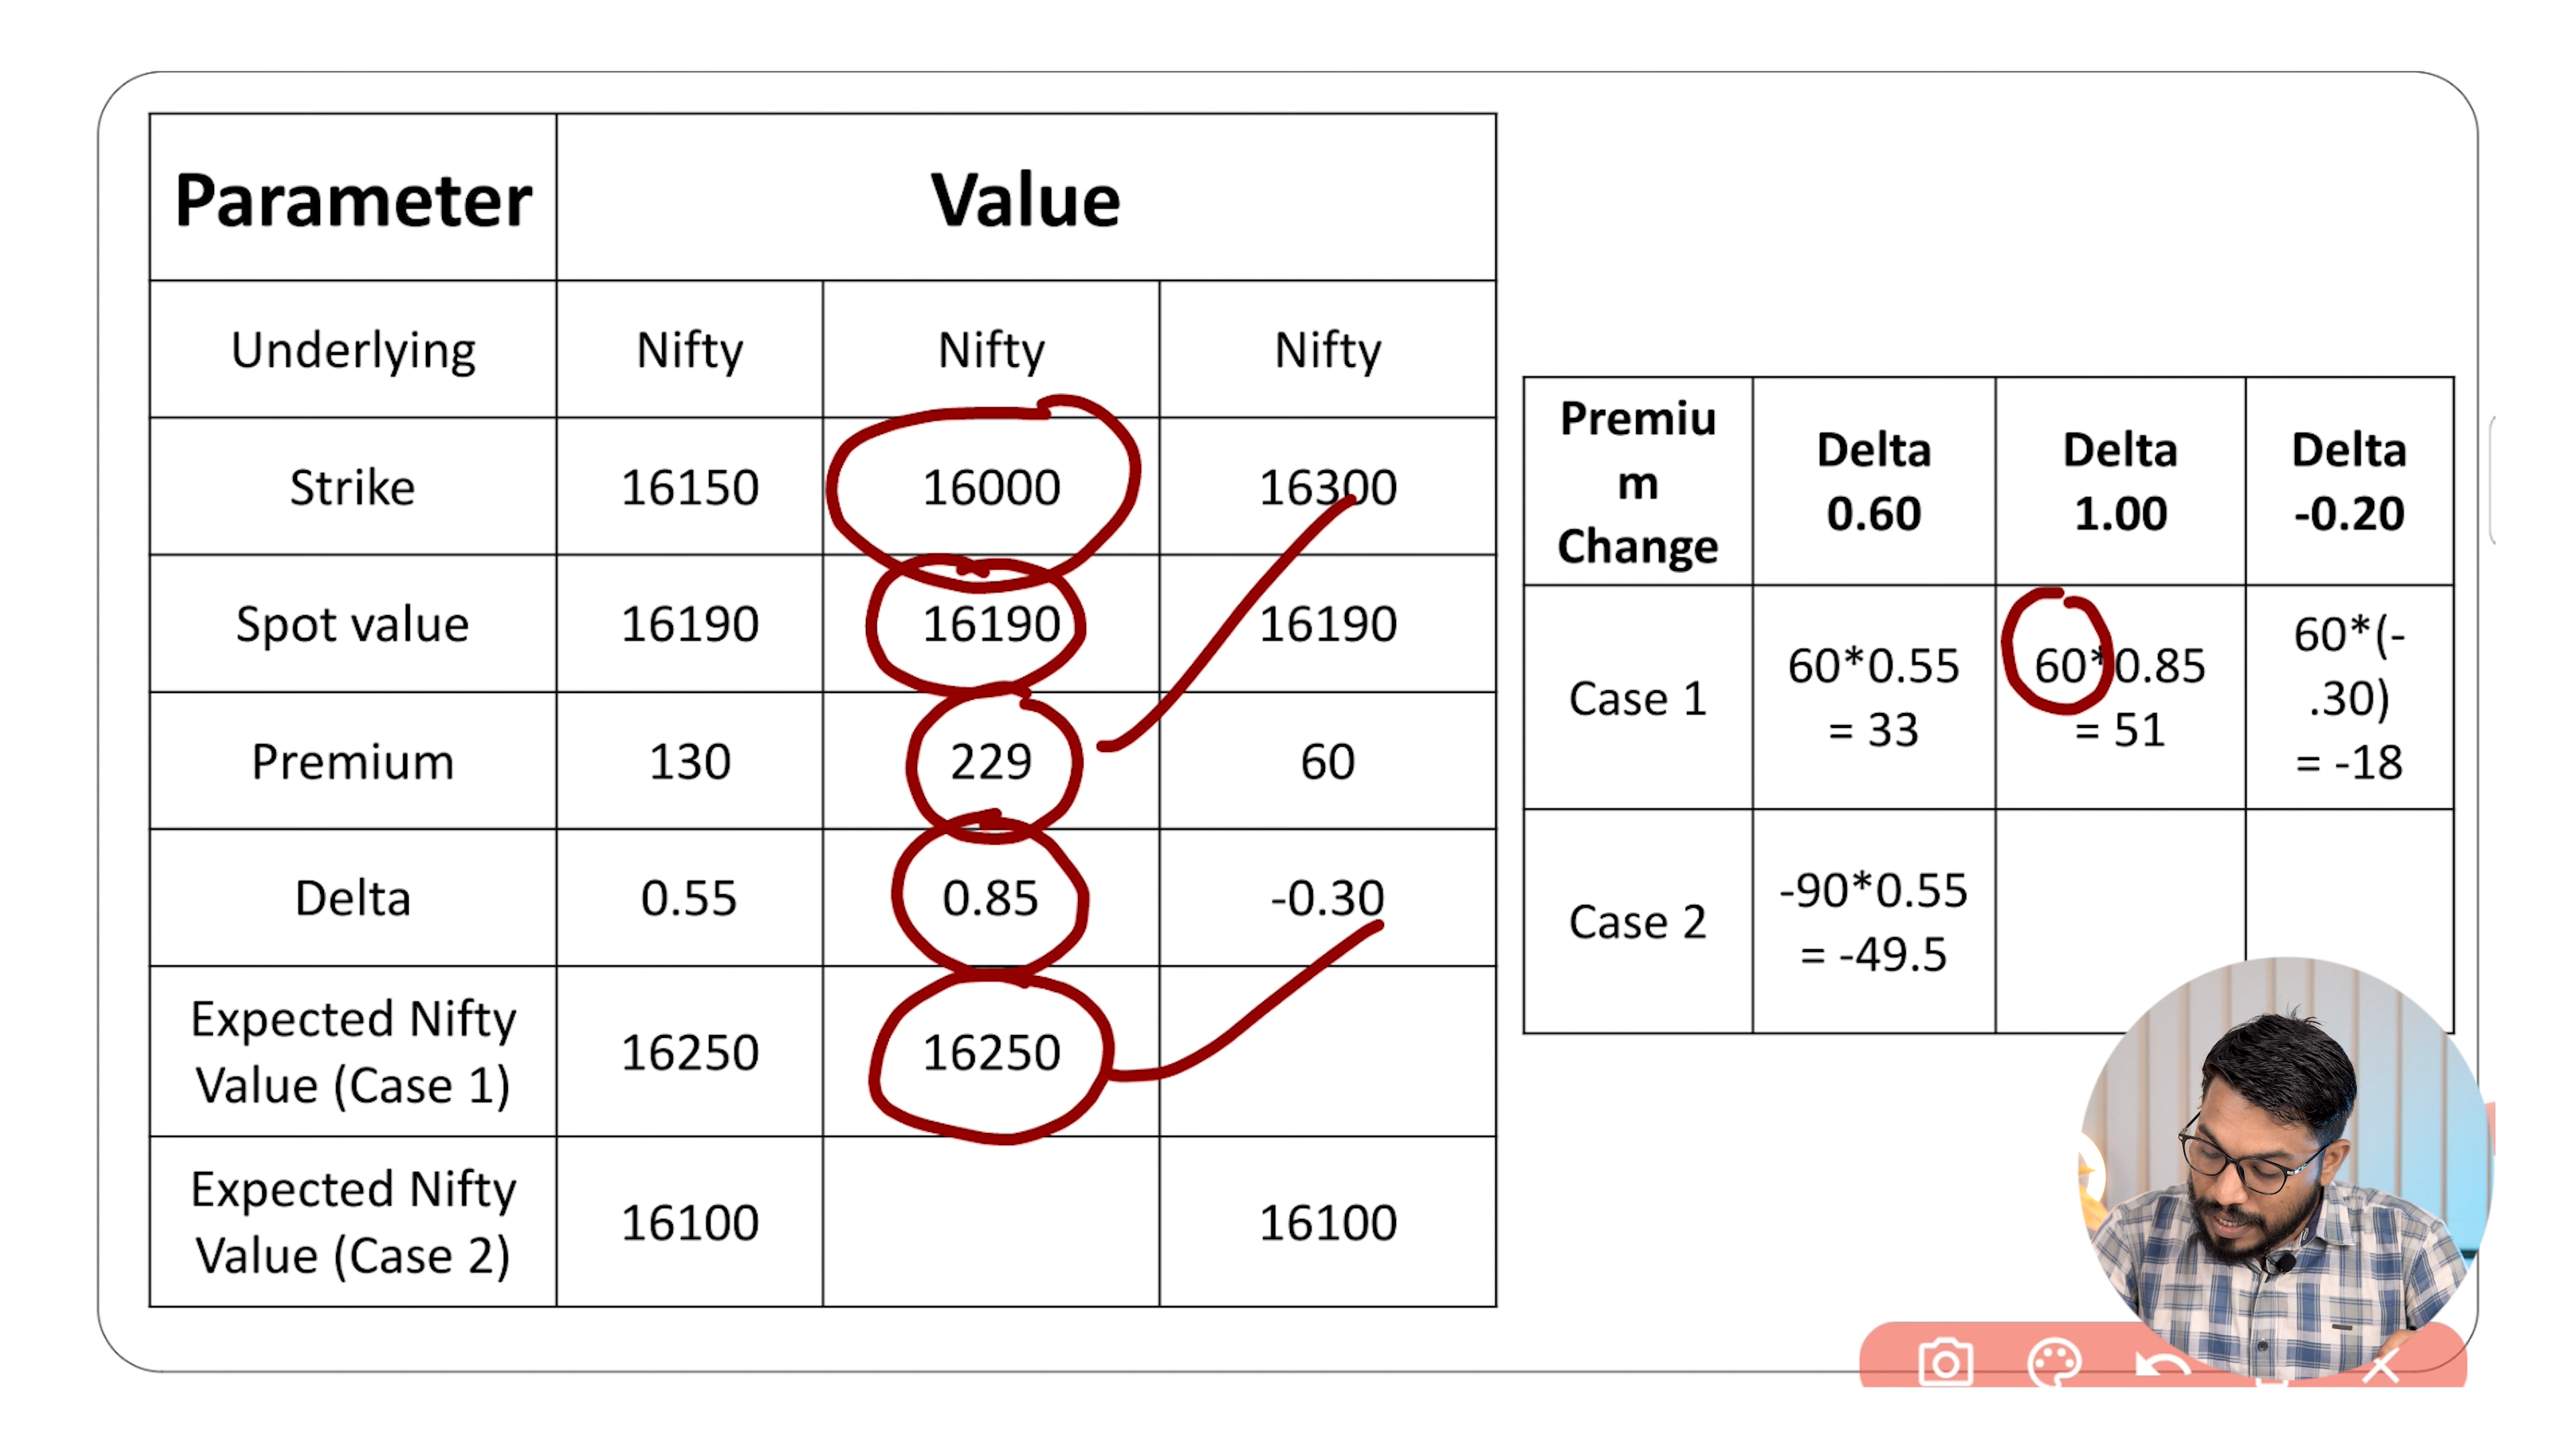 Parameter Value
Underlying Nifty Nifty Nifty
Strike 16150 16000 16300
Spot value 16190 16190 16190
Premium 130 229 60
Delta 0.55 0.85 -0.30
Expected Nifty
Value (Case 1) 16250 16250
Expected Nifty
Value (Case 2) 16100 16100
Premiu
m
Change
Delta
0.60
Delta
1.00
Delta
-0.20
Case 1
60*0.55
= 33
60*0.85
= 51
60*(-
.30)
= -18
Case 2
-90*0.55
= -49.5